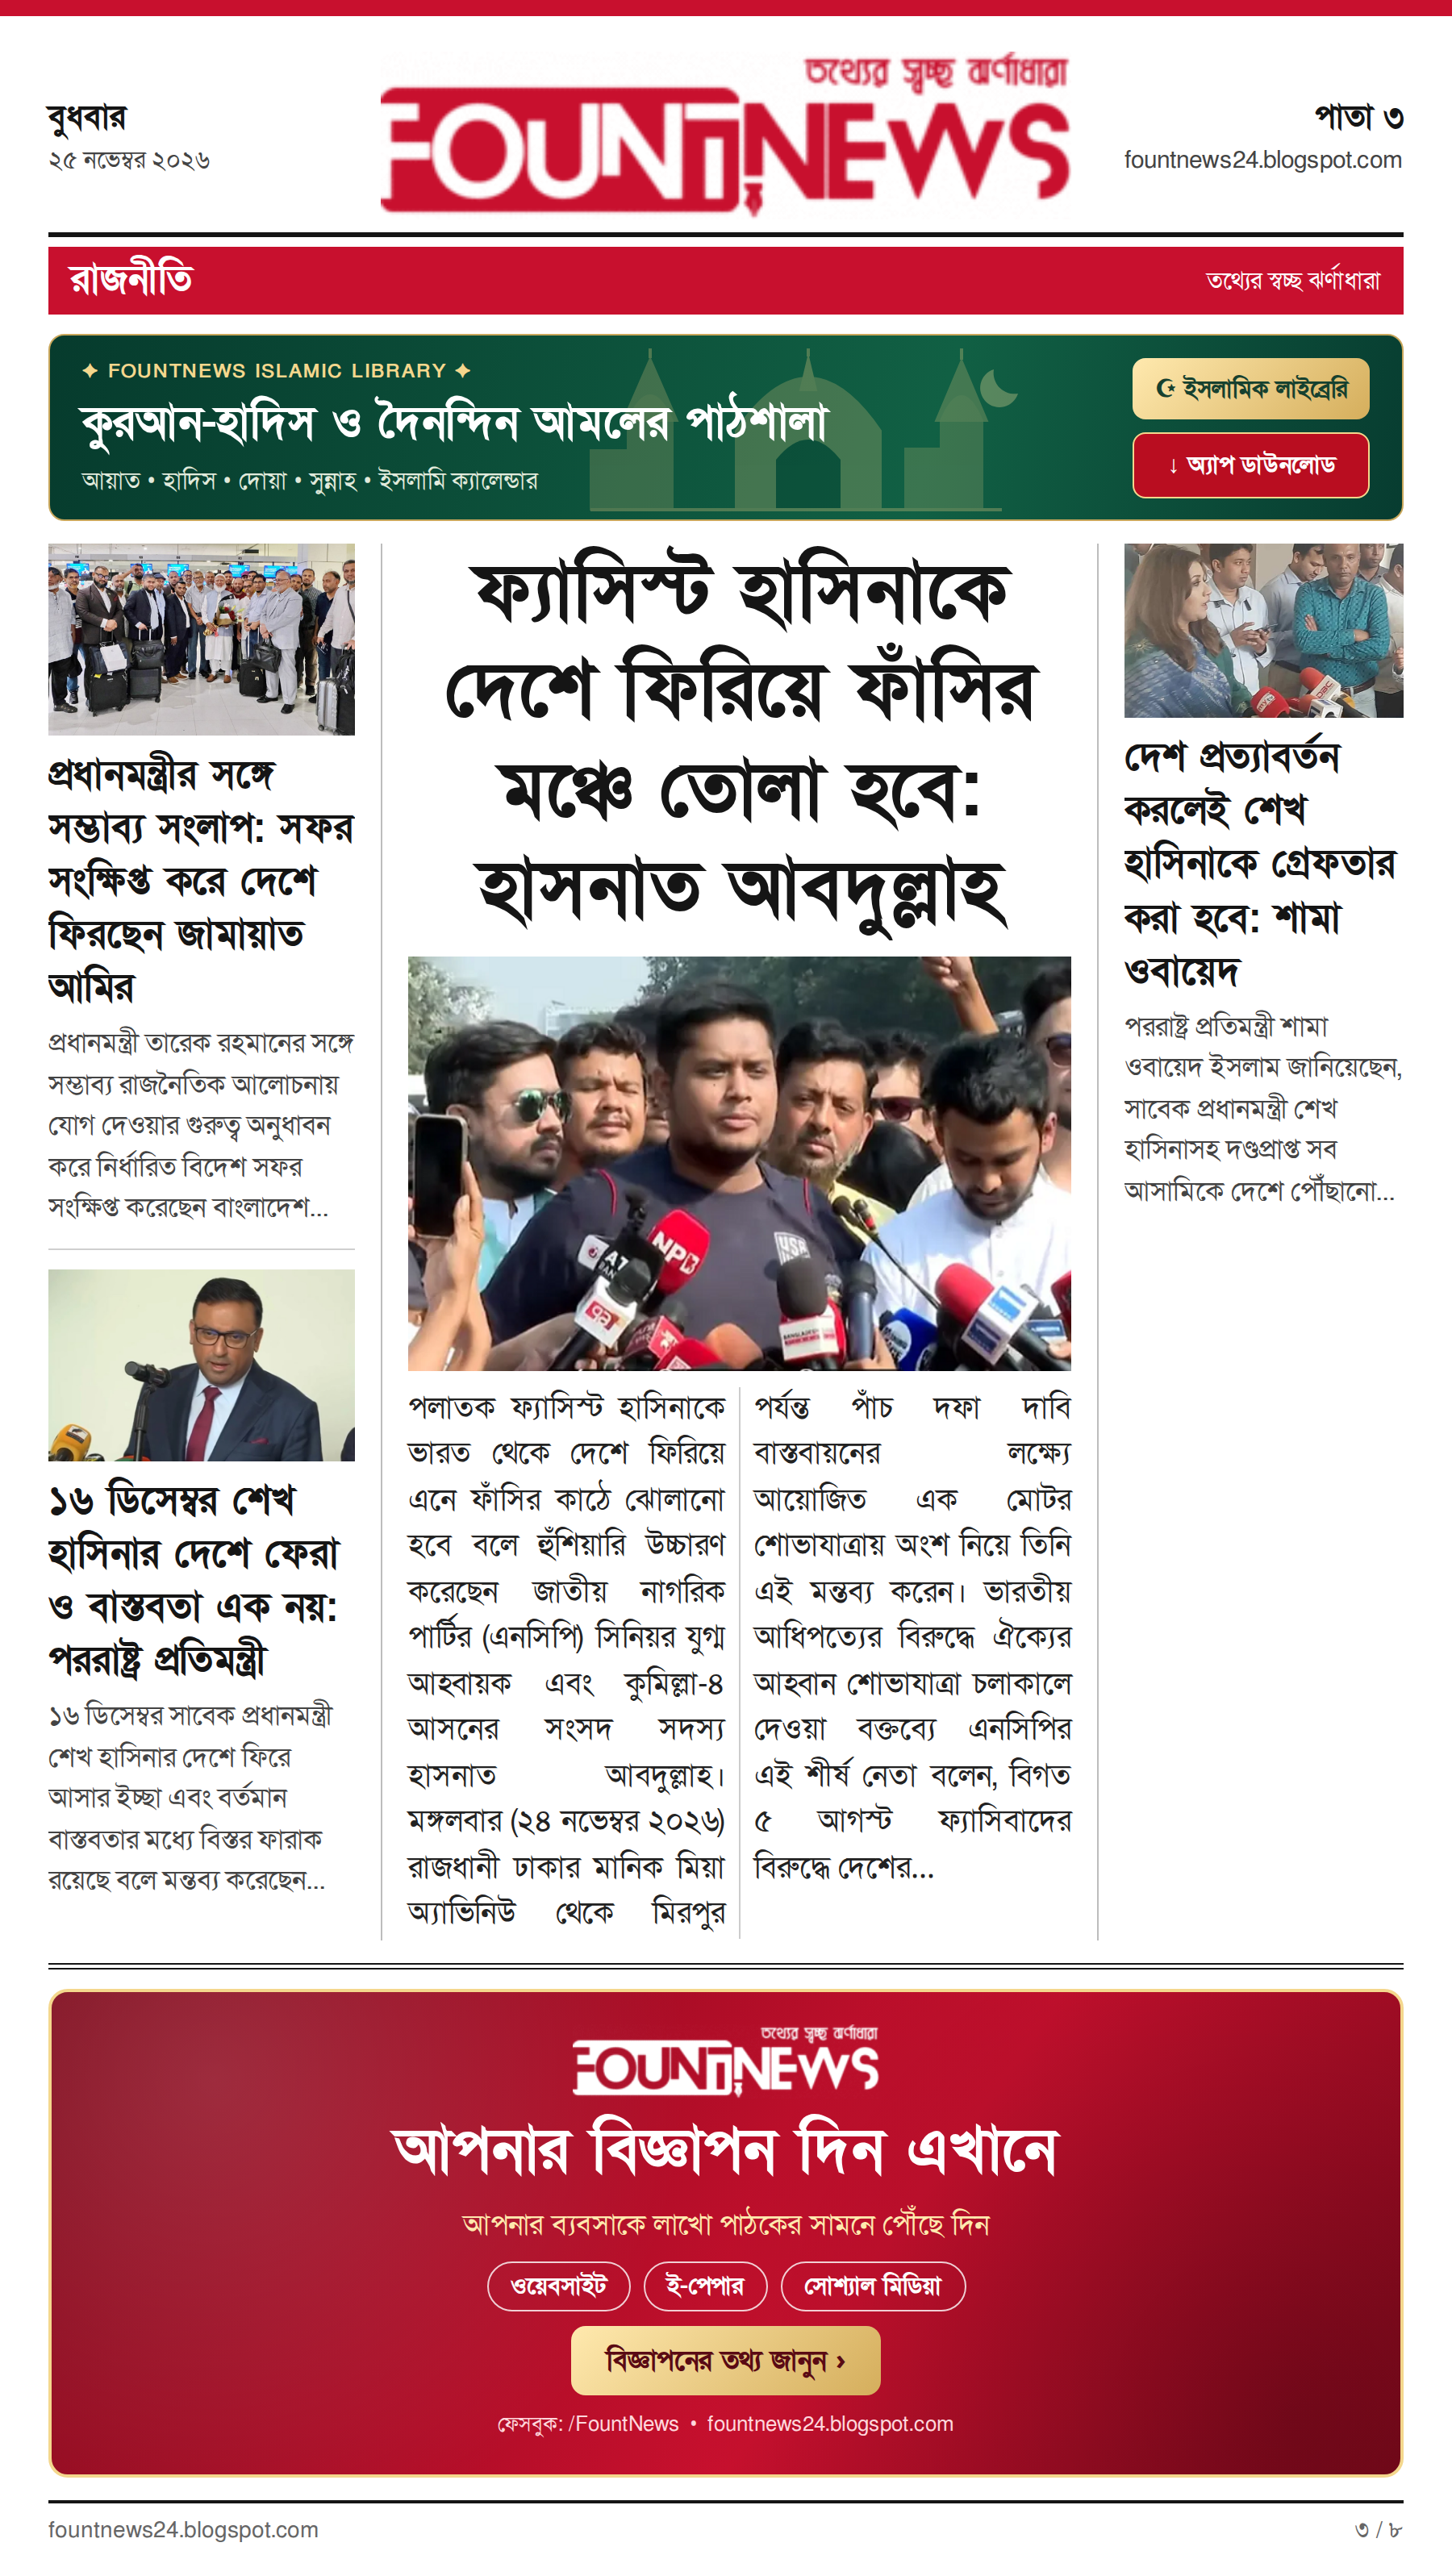 বুধবার
২৫ নভেম্বর ২০২৬
তথ্যের স্বচ্ছ ঝর্ণাধারা
FOUNTNEWS
পাতা ৩
fountnews24.blogspot.com
রাজনীতি
তথ্যের স্বচ্ছ ঝর্ণাধারা
✦ FOUNTNEWS ISLAMIC LIBRARY ✦
কুরআন-হাদিস ও দৈনন্দিন আমলের পাঠশালা
আয়াত • হাদিস • দোয়া • সুন্নাহ • ইসলামি ক্যালেন্ডার
☪ ইসলামিক লাইব্রেরি
↓ অ্যাপ ডাউনলোড
প্রধানমন্ত্রীর সঙ্গে
সম্ভাব্য সংলাপ: সফর
সংক্ষিপ্ত করে দেশে
ফিরছেন জামায়াত
আমির
প্রধানমন্ত্রী তারেক রহমানের সঙ্গে
সম্ভাব্য রাজনৈতিক আলোচনায়
যোগ দেওয়ার গুরুত্ব অনুধাবন
করে নির্ধারিত বিদেশ সফর
সংক্ষিপ্ত করেছেন বাংলাদেশ...
১৬ ডিসেম্বর শেখ
হাসিনার দেশে ফেরা
ও বাস্তবতা এক নয়:
পররাষ্ট্র প্রতিমন্ত্রী
১৬ ডিসেম্বর সাবেক প্রধানমন্ত্রী
শেখ হাসিনার দেশে ফিরে
আসার ইচ্ছা এবং বর্তমান
বাস্তবতার মধ্যে বিস্তর ফারাক
রয়েছে বলে মন্তব্য করেছেন...
ফ্যাসিস্ট হাসিনাকে
দেশে ফিরিয়ে ফাঁসির
মঞ্চে তোলা হবে:
হাসনাত আবদুল্লাহ
A7
NPB
USA
BANGLADESH
পলাতক ফ্যাসিস্ট হাসিনাকে
ভারত থেকে দেশে ফিরিয়ে
এনে ফাঁসির কাঠে ঝোলানো
হবে বলে হুঁশিয়ারি উচ্চারণ
করেছেন জাতীয় নাগরিক
পার্টির (এনসিপি) সিনিয়র যুগ্ম
আহ্বায়ক এবং কুমিল্লা-৪
আসনের সংসদ সদস্য
হাসনাত আবদুল্লাহ।
মঙ্গলবার (২৪ নভেম্বর ২০২৬)
রাজধানী ঢাকার মানিক মিয়া
অ্যাভিনিউ থেকে মিরপুর
পর্যন্ত পাঁচ দফা দাবি
বাস্তবায়নের লক্ষ্যে
আয়োজিত এক মোটর
শোভাযাত্রায় অংশ নিয়ে তিনি
এই মন্তব্য করেন। ভারতীয়
আধিপত্যের বিরুদ্ধে ঐক্যের
আহ্বান শোভাযাত্রা চলাকালে
দেওয়া বক্তব্যে এনসিপির
এই শীর্ষ নেতা বলেন, বিগত
৫ আগস্ট ফ্যাসিবাদের
বিরুদ্ধে দেশের...
দেশ প্রত্যাবর্তন
করলেই শেখ
হাসিনাকে গ্রেফতার
করা হবে: শামা
ওবায়েদ
পররাষ্ট্র প্রতিমন্ত্রী শামা
ওবায়েদ ইসলাম জানিয়েছেন,
সাবেক প্রধানমন্ত্রী শেখ
হাসিনাসহ দণ্ডপ্রাপ্ত সব
আসামিকে দেশে পৌঁছানো...
তথ্যের স্বচ্ছ ঝর্ণাধারা
FOUNTNEWS
আপনার বিজ্ঞাপন দিন এখানে
আপনার ব্যবসাকে লাখো পাঠকের সামনে পৌঁছে দিন
ওয়েবসাইট
ই-পেপার
সোশ্যাল মিডিয়া
বিজ্ঞাপনের তথ্য জানুন ›
ফেসবুক: /FountNews • fountnews24.blogspot.com
fountnews24.blogspot.com
৩ / ৮